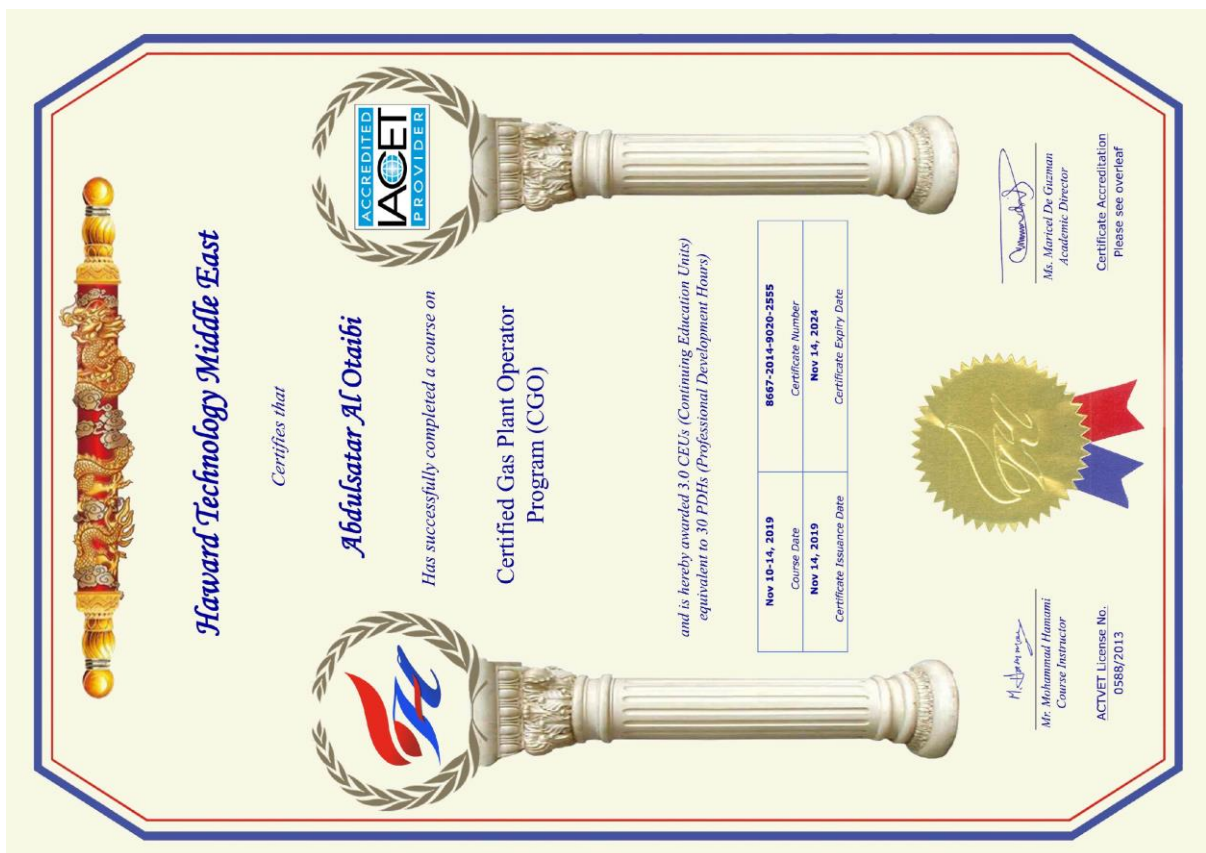 ACCREDITED
IACET
PROVIDER
Haward Technology Middle East
Certifies that
Abdulsatar Al Otaibi
Has successfully completed a course on
Certified Gas Plant Operator
Program (CGO)
and is hereby awarded 3.0 CEUs (Continuing Education Units)
equivalent to 30 PDHs (Professional Development Hours)
Nov 10-14, 2019
8667-2014-9020-2555
Course Date
Certificate Number
Nov 14, 2019
Nov 14, 2024
Certificate Issuance Date
Certificate Expiry Date
Mr. Mohammad Hamami
Course Instructor
ACTVET License No.
0588/2013
Ms. Maricel De Guzman
Academic Director
Certificate Accreditation
Please see overleaf